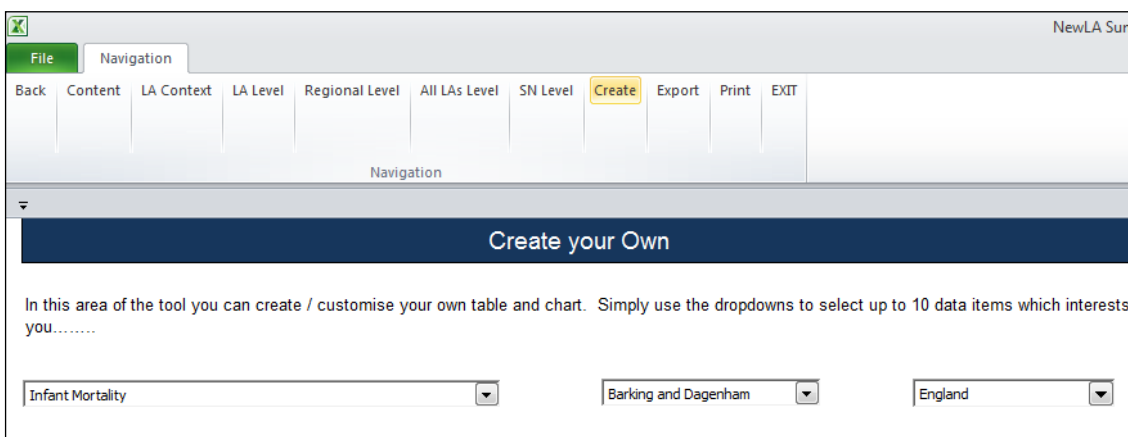 NewLA Sur
File Navigation
Back Content LA Context LA Level Regional Level All LAs Level SN Level Create Export Print EXIT
Navigation
Create your Own
In this area of the tool you can create / customise your own table and chart. Simply use the dropdowns to select up to 10 data items which interests
you........
Infant Mortality Barking and Dagenham England